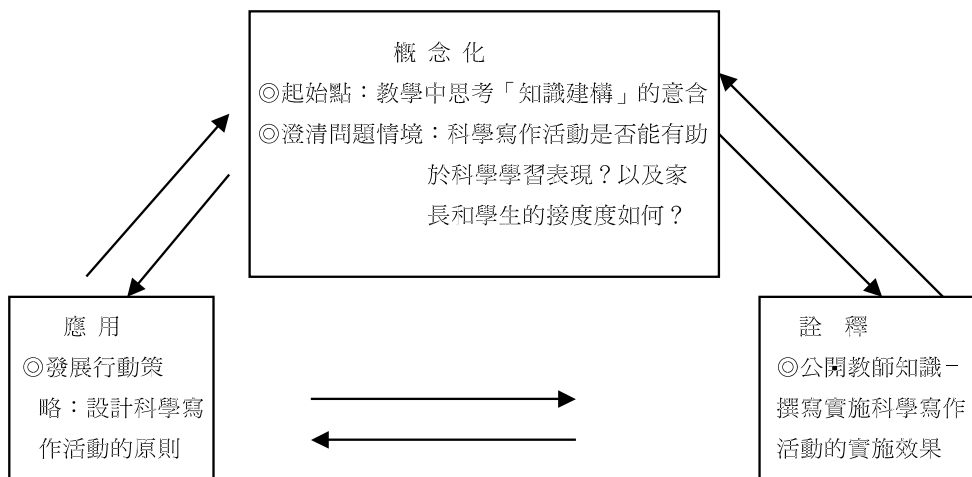 概念化
◎起始點：教學中思考「知識建構」的意含
◎澄清問題情境：科學寫作活動是否能有助
於科學學習表現？以及家
長和學生的接度度如何？
應用
◎發展行動策
略：設計科學寫
作活動的原則
詮釋
◎公開教師知識－
撰寫實施科學寫作
活動的實施效果